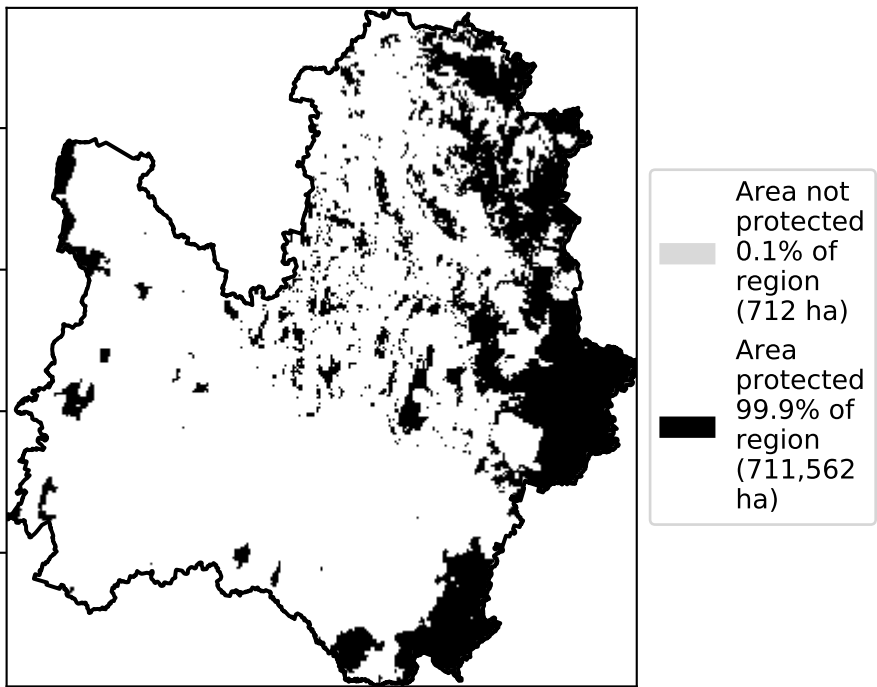 Area not
protected
0.1% of
region
(712 ha)
Area
protected
99.9% of
region
(711,562
ha)